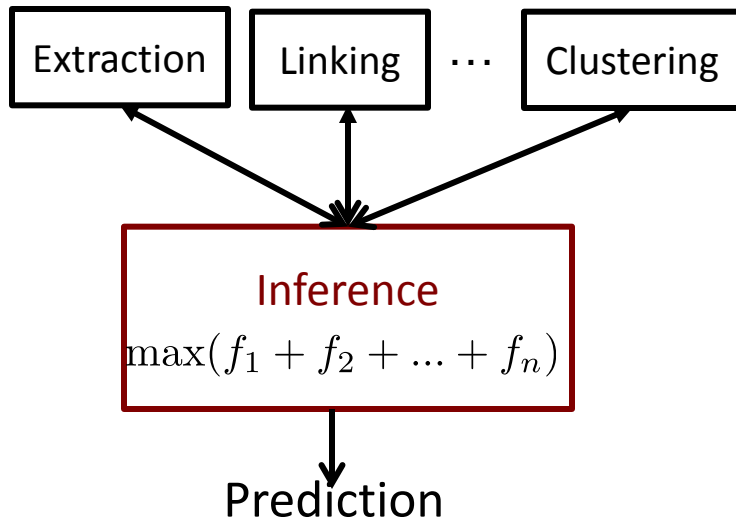 Extraction Linking ... Clustering
Inference
max(f₁ + f₂ + ... + fₙ)
Prediction